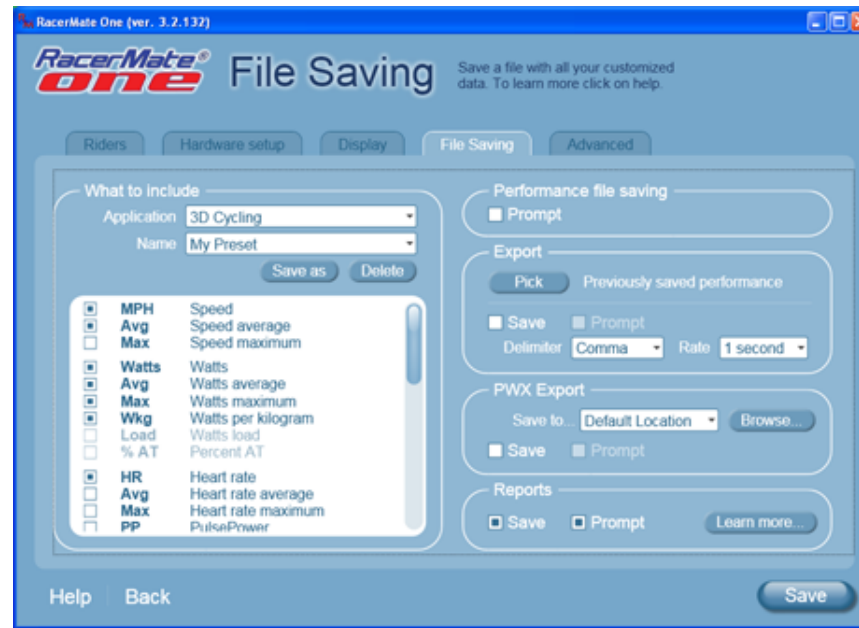 RacerMate One (ver. 3.2.132)
RacerMate®
one
File Saving
Save a file with all your customized
data. To learn more click on help.
Riders
Hardware setup
Display
File Saving
Advanced
What to include
Application 3D Cycling
Name My Preset
Save as Delete
MPH Speed
Avg Speed average
Max Speed maximum
Watts Watts
Avg Watts average
Max Watts maximum
Wkg Watts per kilogram
Load Watts load
% AT Percent AT
HR Heart rate
Avg Heart rate average
Max Heart rate maximum
PP PulsePower
Performance file saving
Prompt
Export
Pick Previously saved performance
Save Prompt
Delimiter Comma Rate 1 second
PWX Export
Save to... Default Location Browse...
Save Prompt
Reports
Save Prompt Learn more...
Help Back
Save